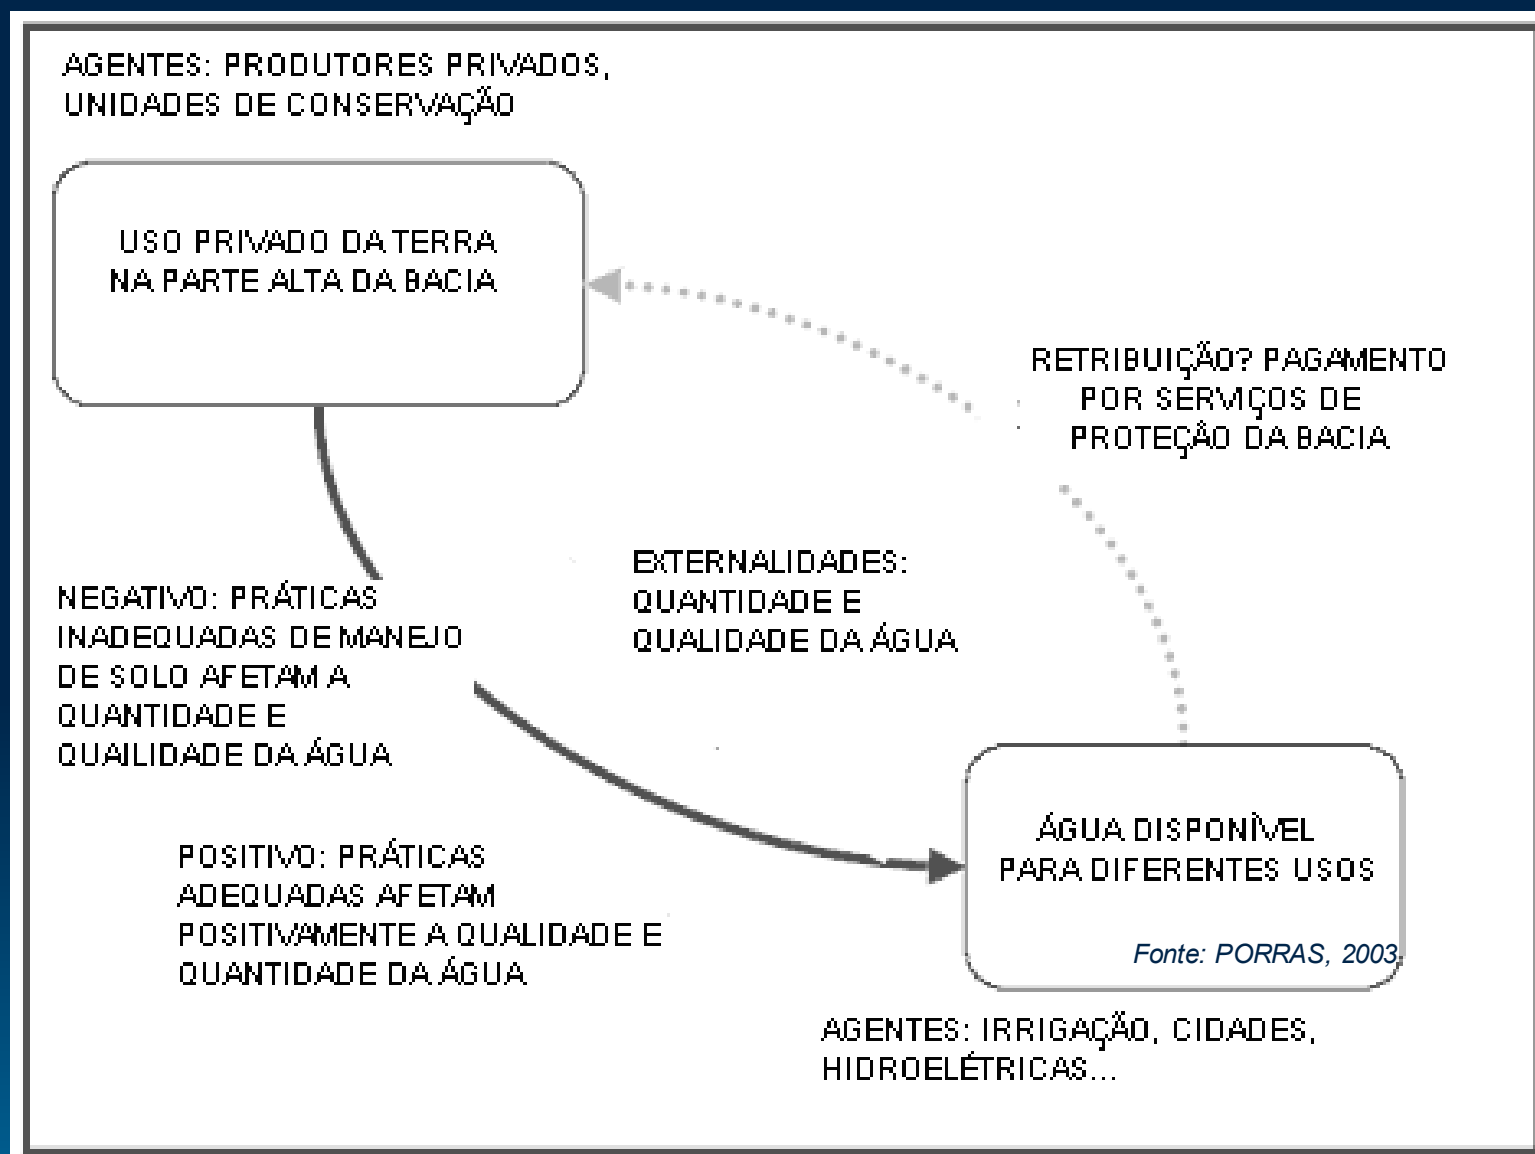 AGENTES: PRODUTORES PRIVADOS,
UNIDADES DE CONSERVAÇÃO
USO PRIVADO DA TERRA
NA PARTE ALTA DA BACIA
RETRIBUIÇÃO? PAGAMENTO
POR SERVIÇOS DE
PROTEÇÃO DA BACIA
EXTERNALIDADES:
QUANTIDADE E
QUALIDADE DA ÁGUA
NEGATIVO: PRÁTICAS
INADEQUADAS DE MANEJO
DE SOLO AFETAM A
QUANTIDADE E
QUAILIDADE DA ÁGUA
POSITIVO: PRÁTICAS
ADEQUADAS AFETAM
POSITIVAMENTE A QUALIDADE E
QUANTIDADE DA ÁGUA
ÁGUA DISPONÍVEL
PARA DIFERENTES USOS
Fonte: PORRAS, 2003
AGENTES: IRRIGAÇÃO, CIDADES,
HIDROELÉTRICAS...